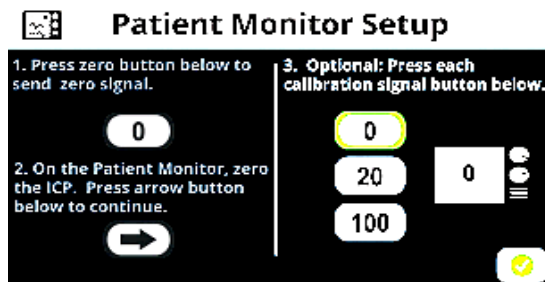 Patient Monitor Setup
1. Press zero button below to
send zero signal.
0
2. On the Patient Monitor, zero
the ICP. Press arrow button
below to continue.
3. Optional: Press each
calibration signal button below.
0
20
100
0